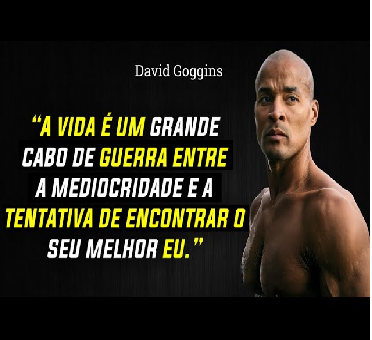 David Goggins
“A VIDA É UM GRANDE
CABO DE GUERRA ENTRE
A MEDIOCRIDADE E A
TENTATIVA DE ENCONTRAR O
SEU MELHOR EU.”